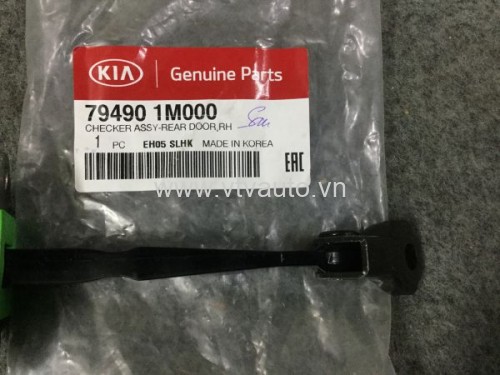 KIA Genuine Parts
79490 1M000
CHECKER ASSY-REAR DOOR,RH
1 PC EH05 SLHK MADE IN KOREA
EAC
www.vtvauto.vn